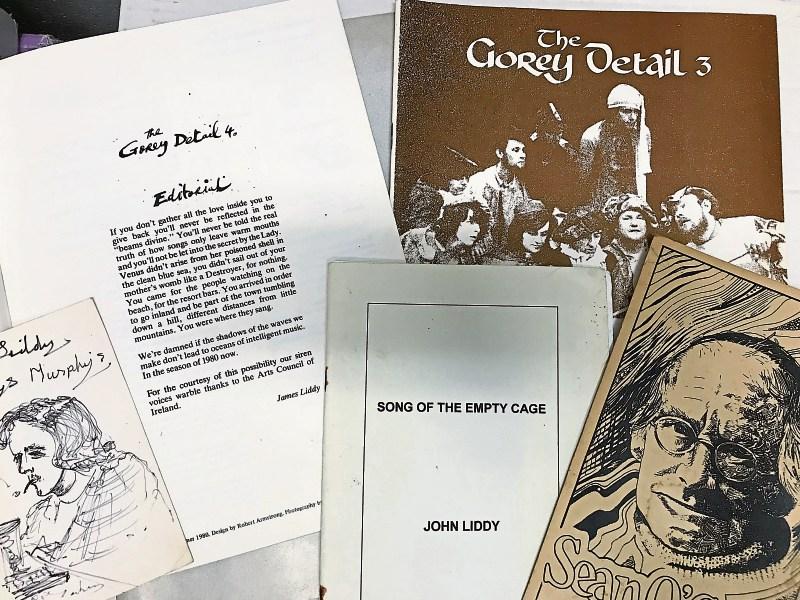 The
Gorey Detail 3
the
Gorey Detail 4.
Editorial
If you don't gather all the love inside you to
give back you'll never be reflected in the
"beams divine." You'll never be told the real
truth of how songs only leave warm mouths
and you'll not be let into the secret by the Lady.
Venus didn't arise from her poisoned shell in
the clean blue sea, you didn't sail out of your
mother's womb like a Destroyer, for nothing.
You came for the people watching on the
beach, for the resort bars. You arrived in order
to go inland and be part of the town tumbling
down a hill, different distances from little
mountains. You were where they sang.
We're damned if the shadows of the waves we
make don't lead to oceans of intelligent music.
In the season of 1980 now.
For the courtesy of this possibility our siren
voices warble thanks to the Arts Council of
Ireland.
James Liddy
1980. Design by Robert Armstrong, Photography by
Murphy's
SONG OF THE EMPTY CAGE
JOHN LIDDY
Sean O'